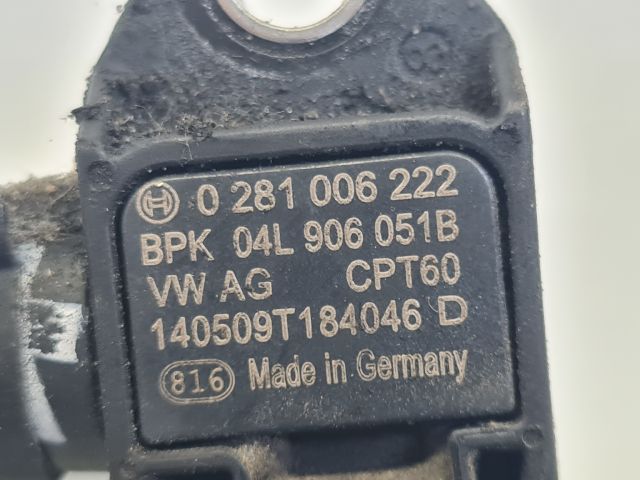 0 281 006 222
BPK 04L 906 051B
VW AG CPT60
140509T184046 D
816 Made in Germany